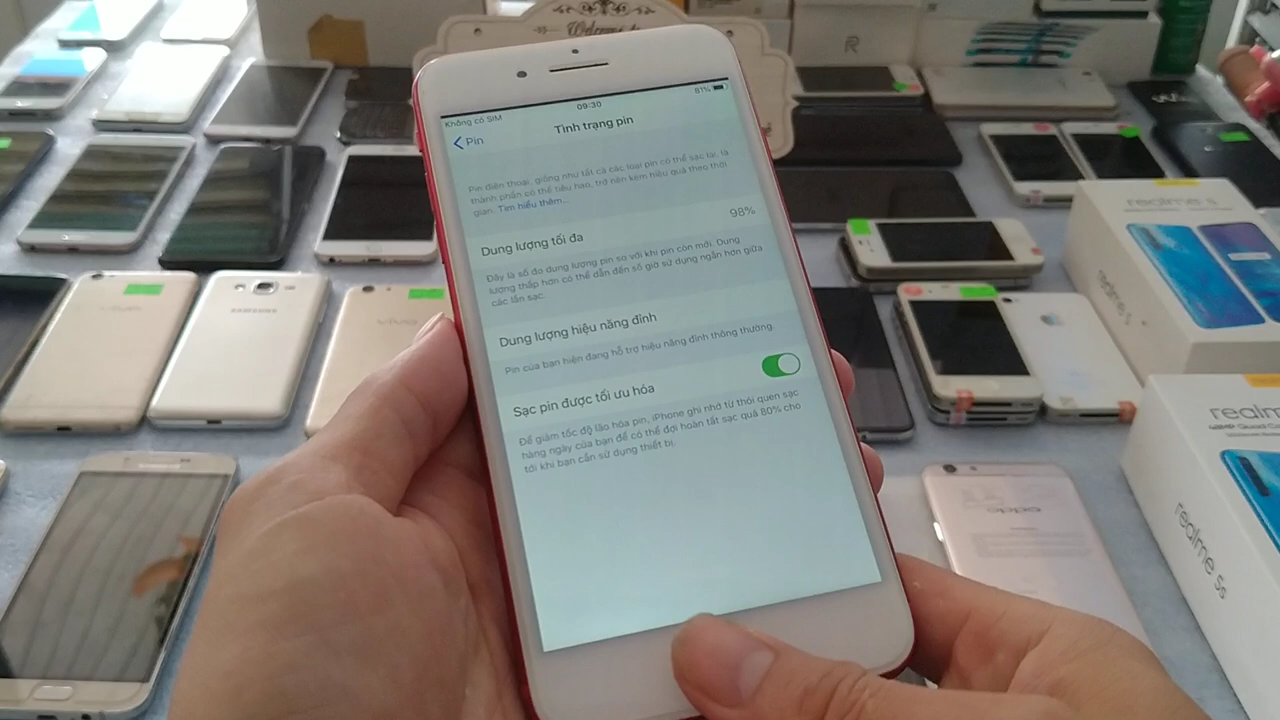 Welcome to
Không có SIM
09:30
81%
Pin
Tình trạng pin
Pin điện thoại, giống như tất cả các loại pin có thể sạc lại, là
thành phần có thể tiêu hao, trở nên kém hiệu quả theo thời
gian. Tìm hiểu thêm...
Dung lượng tối đa
98%
Đây là số đo dung lượng pin so với khi pin còn mới. Dung
lượng thấp hơn có thể dẫn đến số giờ sử dụng ngắn hơn giữa
các lần sạc.
Dung lượng hiệu năng đỉnh
Pin của bạn hiện đang hỗ trợ hiệu năng đỉnh thông thường.
Sạc pin được tối ưu hóa
Để giảm tốc độ lão hóa pin, iPhone ghi nhớ từ thói quen sạc
hàng ngày của bạn để có thể đợi hoàn tất sạc quá 80% cho
tới khi bạn cần sử dụng thiết bị.
SAMSUNG
vivo
realme 5
realme 5s
oppo